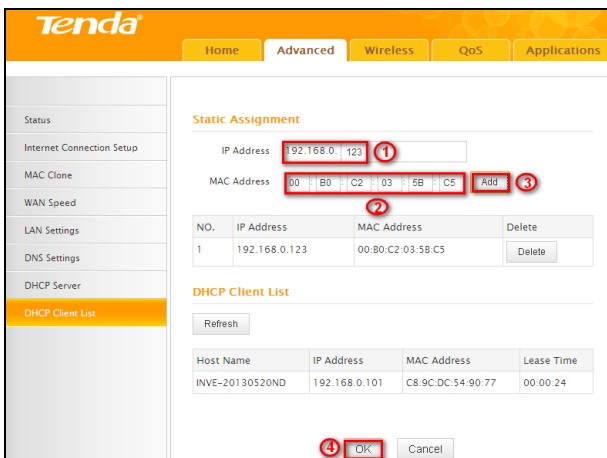 Tenda
Home Advanced Wireless QoS Applications
Status
Internet Connection Setup
MAC Clone
WAN Speed
LAN Settings
DNS Settings
DHCP Server
DHCP Client List
Static Assignment
IP Address 192.168.0. 123 1
MAC Address 00 : B0 : C2 : 03 : 5B : C5 Add 3
2
NO. IP Address MAC Address Delete
1 192.168.0.123 00:B0:C2:03:5B:C5 Delete
DHCP Client List
Refresh
Host Name IP Address MAC Address Lease Time
INVE-20130520ND 192.168.0.101 C8:9C:DC:54:90:77 00:00:24
4 OK Cancel